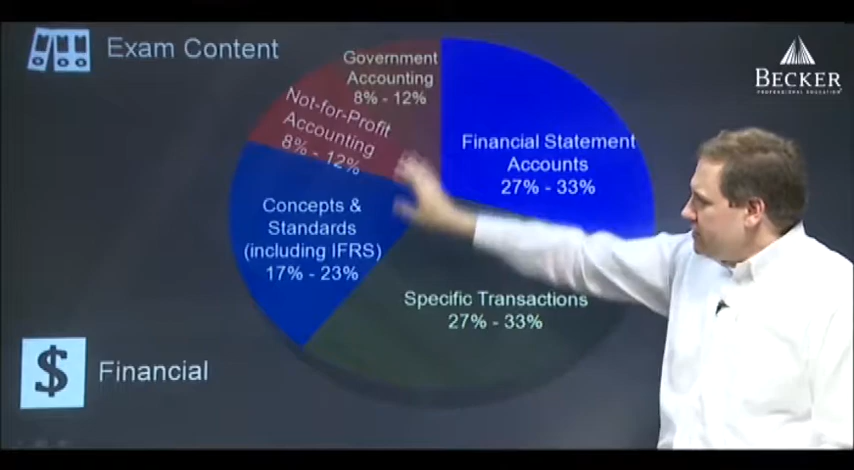 Exam Content
BECKER
PROFESSIONAL EDUCATION
Government
Accounting
8% - 12%
Not-for-Profit
Accounting
8% - 12%
Financial Statement
Accounts
27% - 33%
Concepts &
Standards
(including IFRS)
17% - 23%
Specific Transactions
27% - 33%
$
Financial